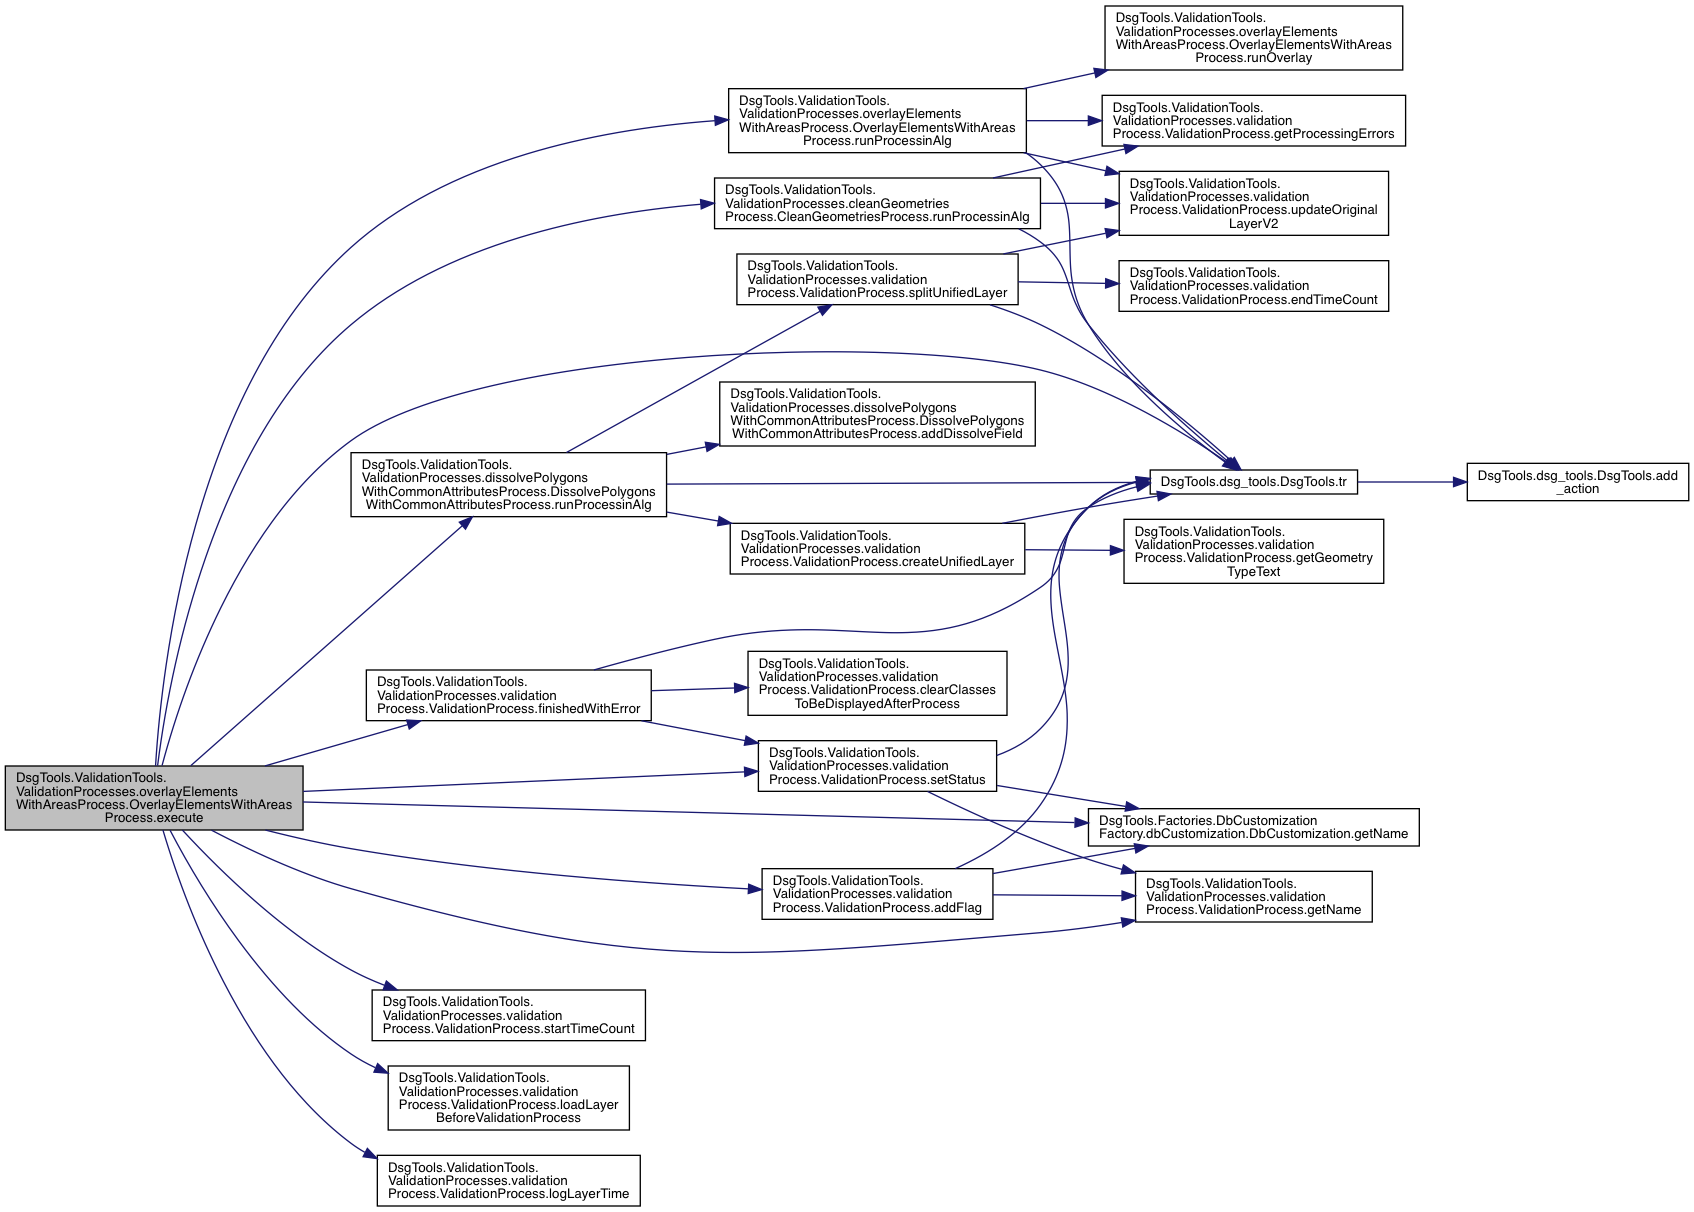 DsgTools.ValidationTools.
ValidationProcesses.overlayElements
WithAreasProcess.OverlayElementsWithAreas
Process.runOverlay
DsgTools.ValidationTools.
ValidationProcesses.overlayElements
WithAreasProcess.OverlayElementsWithAreas
Process.runProcessinAlg
DsgTools.ValidationTools.
ValidationProcesses.validation
Process.ValidationProcess.getProcessingErrors
DsgTools.ValidationTools.
ValidationProcesses.cleanGeometries
Process.CleanGeometriesProcess.runProcessinAlg
DsgTools.ValidationTools.
ValidationProcesses.validation
Process.ValidationProcess.updateOriginal
LayerV2
DsgTools.ValidationTools.
ValidationProcesses.validation
Process.ValidationProcess.splitUnifiedLayer
DsgTools.ValidationTools.
ValidationProcesses.validation
Process.ValidationProcess.endTimeCount
DsgTools.ValidationTools.
ValidationProcesses.dissolvePolygons
WithCommonAttributesProcess.DissolvePolygons
WithCommonAttributesProcess.addDissolveField
DsgTools.ValidationTools.
ValidationProcesses.dissolvePolygons
WithCommonAttributesProcess.DissolvePolygons
WithCommonAttributesProcess.runProcessinAlg
DsgTools.dsg_tools.DsgTools.tr
DsgTools.dsg_tools.DsgTools.add
_action
DsgTools.ValidationTools.
ValidationProcesses.validation
Process.ValidationProcess.createUnifiedLayer
DsgTools.ValidationTools.
ValidationProcesses.validation
Process.ValidationProcess.getGeometry
TypeText
DsgTools.ValidationTools.
ValidationProcesses.validation
Process.ValidationProcess.finishedWithError
DsgTools.ValidationTools.
ValidationProcesses.validation
Process.ValidationProcess.clearClasses
ToBeDisplayedAfterProcess
DsgTools.ValidationTools.
ValidationProcesses.validation
Process.ValidationProcess.setStatus
DsgTools.ValidationTools.
ValidationProcesses.overlayElements
WithAreasProcess.OverlayElementsWithAreas
Process.execute
DsgTools.Factories.DbCustomization
Factory.dbCustomization.DbCustomization.getName
DsgTools.ValidationTools.
ValidationProcesses.validation
Process.ValidationProcess.addFlag
DsgTools.ValidationTools.
ValidationProcesses.validation
Process.ValidationProcess.getName
DsgTools.ValidationTools.
ValidationProcesses.validation
Process.ValidationProcess.startTimeCount
DsgTools.ValidationTools.
ValidationProcesses.validation
Process.ValidationProcess.loadLayer
BeforeValidationProcess
DsgTools.ValidationTools.
ValidationProcesses.validation
Process.ValidationProcess.logLayerTime